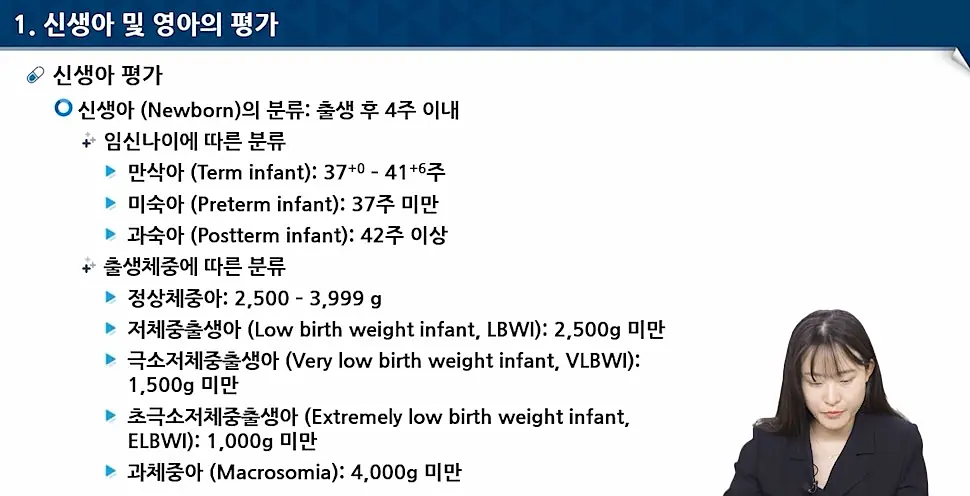 1. 신생아 및 영아의 평가
신생아 평가
신생아 (Newborn)의 분류: 출생 후 4주 이내
임신나이에 따른 분류
만삭아 (Term infant): 37⁺⁰ - 41⁺⁶주
미숙아 (Preterm infant): 37주 미만
과숙아 (Postterm infant): 42주 이상
출생체중에 따른 분류
정상체중아: 2,500 - 3,999 g
저체중출생아 (Low birth weight infant, LBWI): 2,500g 미만
극소저체중출생아 (Very low birth weight infant, VLBWI):
1,500g 미만
초극소저체중출생아 (Extremely low birth weight infant,
ELBWI): 1,000g 미만
과체중아 (Macrosomia): 4,000g 미만